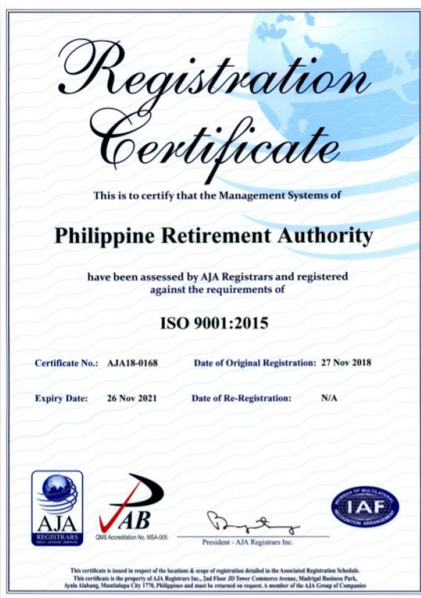 Registration
Certificate
This is to certify that the Management Systems of
Philippine Retirement Authority
have been assessed by AJA Registrars and registered
against the requirements of
ISO 9001:2015
Certificate No.: AJA18-0168 Date of Original Registration: 27 Nov 2018
Expiry Date: 26 Nov 2021 Date of Re-Registration: N/A
AJA
REGISTRARS
PAB
QMS Accreditation No. MSA-005
MEMBER OF MULTILATERAL
IAF
RECOGNITION ARRANGEMENT
President - AJA Registrars Inc.
This certificate is issued in respect of the locations & scope of registration detailed in the Associated Registration Schedule.
This certificate is the property of AJA Registrars Inc., 2nd Floor JD Tower Commerce Avenue, Madrigal Business Park,
Ayala Alabang, Muntinlupa City 1770, Philippines and must be returned on request. A member of the AJA Group of Companies